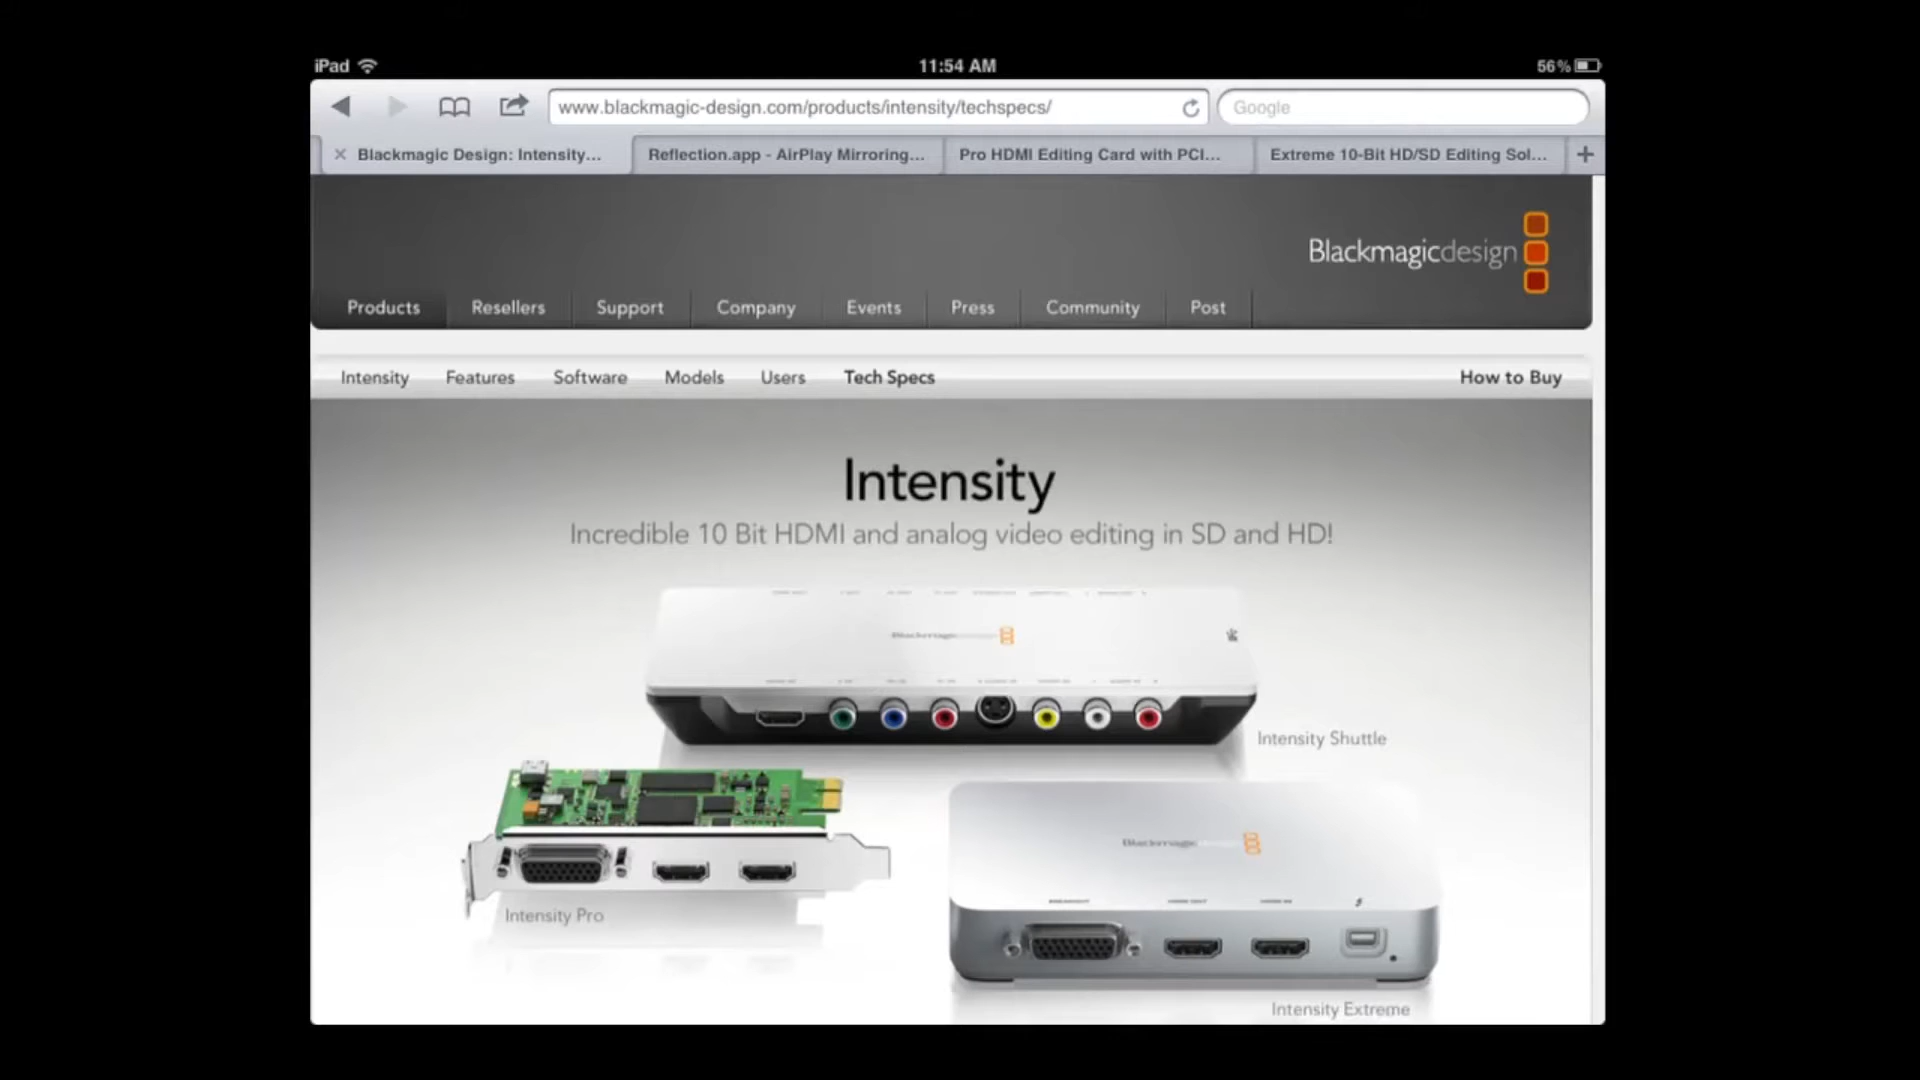 iPad 11:54 AM 56%
www.blackmagic-design.com/products/intensity/techspecs/ Google
Blackmagic Design: Intensity... Reflection.app - AirPlay Mirroring... Pro HDMI Editing Card with PCI... Extreme 10-Bit HD/SD Editing Sol...
Blackmagicdesign
Products Resellers Support Company Events Press Community Post
Intensity Features Software Models Users Tech Specs How to Buy
Intensity
Incredible 10 Bit HDMI and analog video editing in SD and HD!
Intensity Shuttle
Intensity Pro
Intensity Extreme